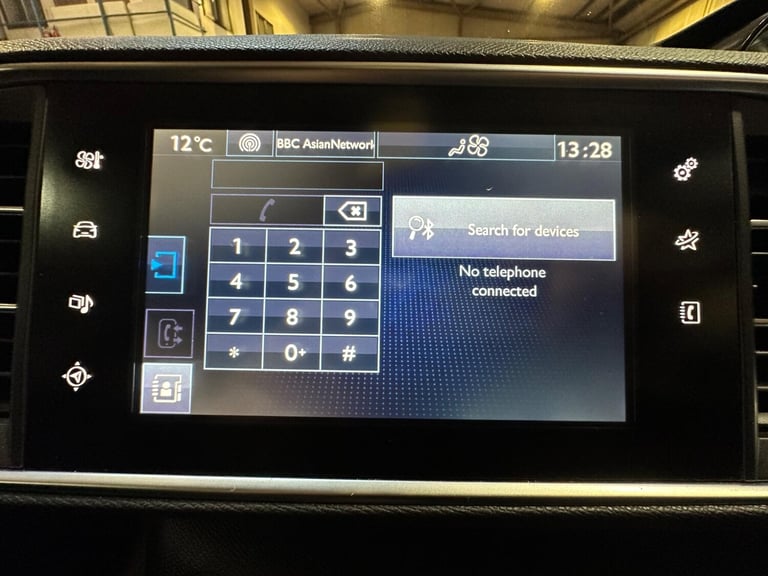 12°C
BBC AsianNetwork
13:28
Search for devices
No telephone
connected
1 2 3
4 5 6
7 8 9
* 0+ #